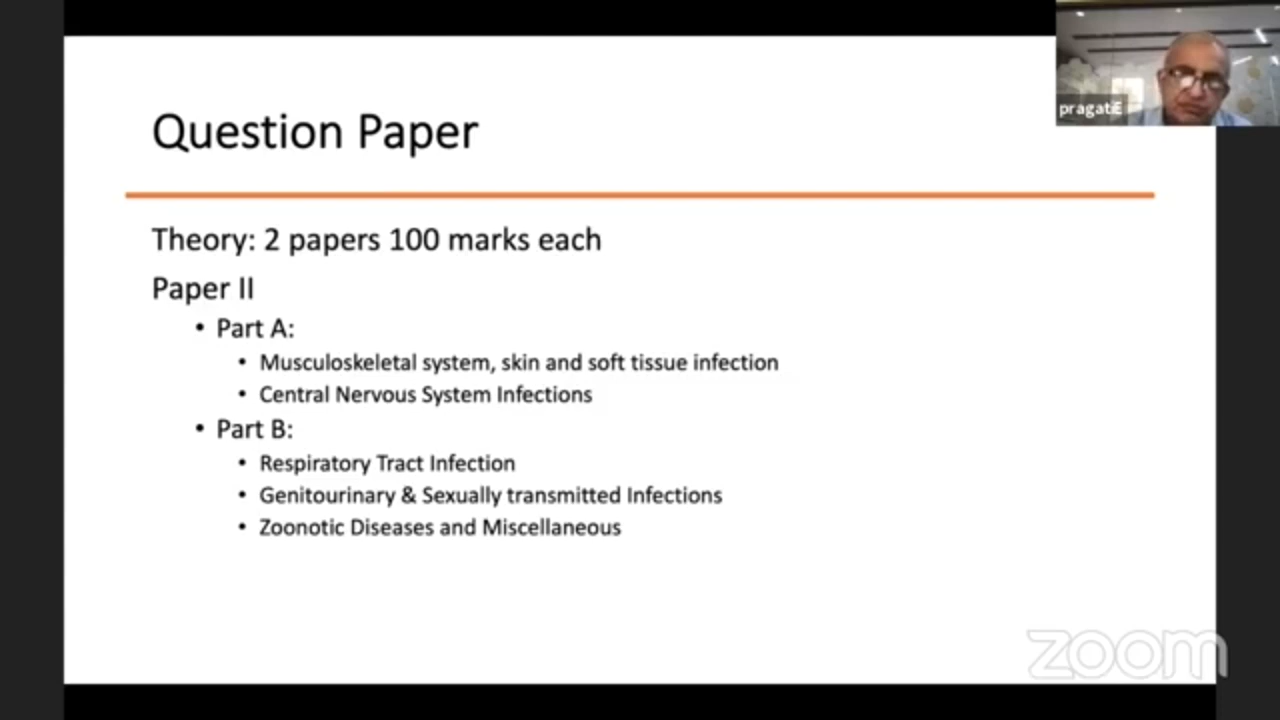 Question Paper
pragatiE
Theory: 2 papers 100 marks each
Paper II
• Part A:
• Musculoskeletal system, skin and soft tissue infection
• Central Nervous System Infections
• Part B:
• Respiratory Tract Infection
• Genitourinary & Sexually transmitted Infections
• Zoonotic Diseases and Miscellaneous
zoom